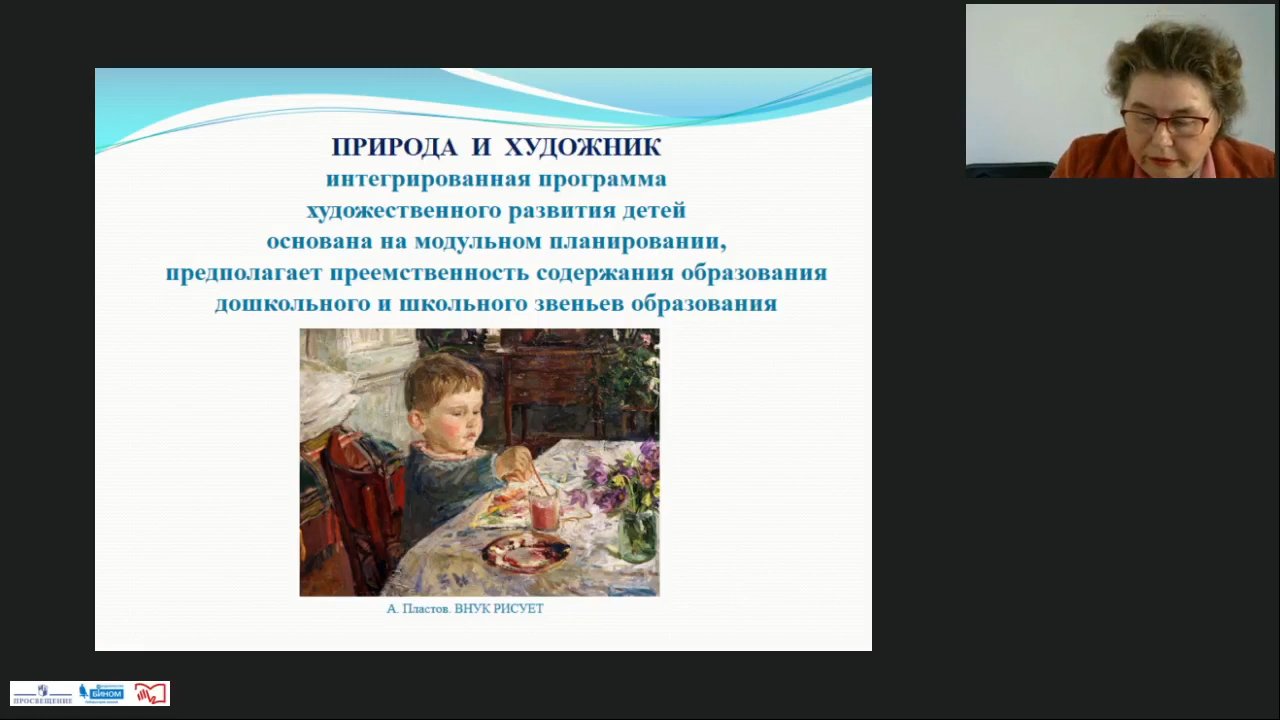 ПРИРОДА И ХУДОЖНИК
интегрированная программа
художественного развития детей
основана на модульном планировании,
предполагает преемственность содержания образования
дошкольного и школьного звеньев образования
А. Пластов. ВНУК РИСУЕТ
ПРОСВЕЩЕНИЕ
БИНОМ